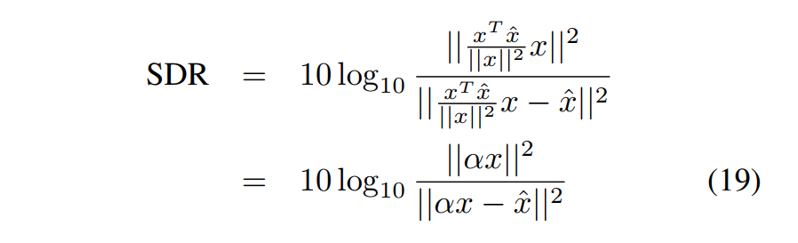 SDR = 10 log₁₀ ||xᵀx̂/||x||² x||² / ||xᵀx̂/||x||² x − x̂||²
= 10 log₁₀ ||αx||² / ||αx − x̂||² (19)